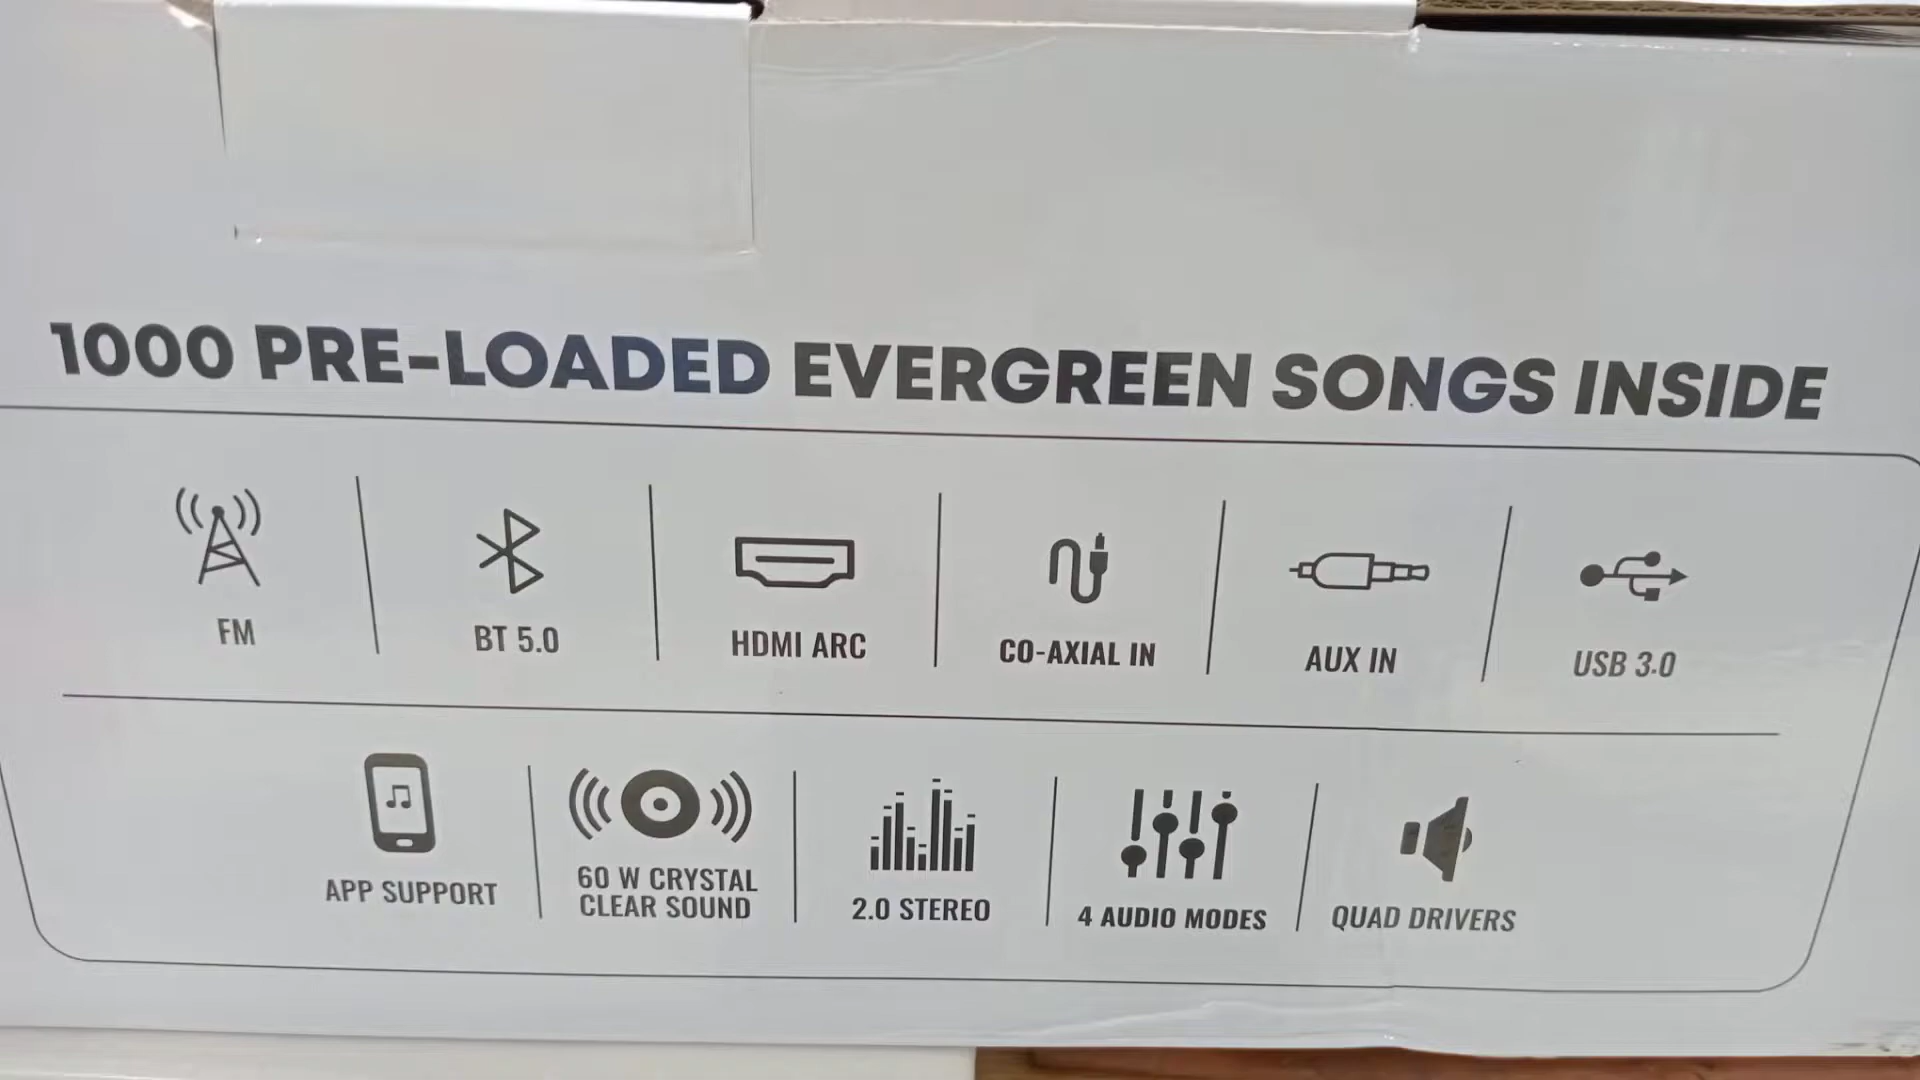 1000 PRE-LOADED EVERGREEN SONGS INSIDE
FM
BT 5.0
HDMI ARC
CO-AXIAL IN
AUX IN
USB 3.0
APP SUPPORT
60 W CRYSTAL
CLEAR SOUND
2.0 STEREO
4 AUDIO MODES
QUAD DRIVERS